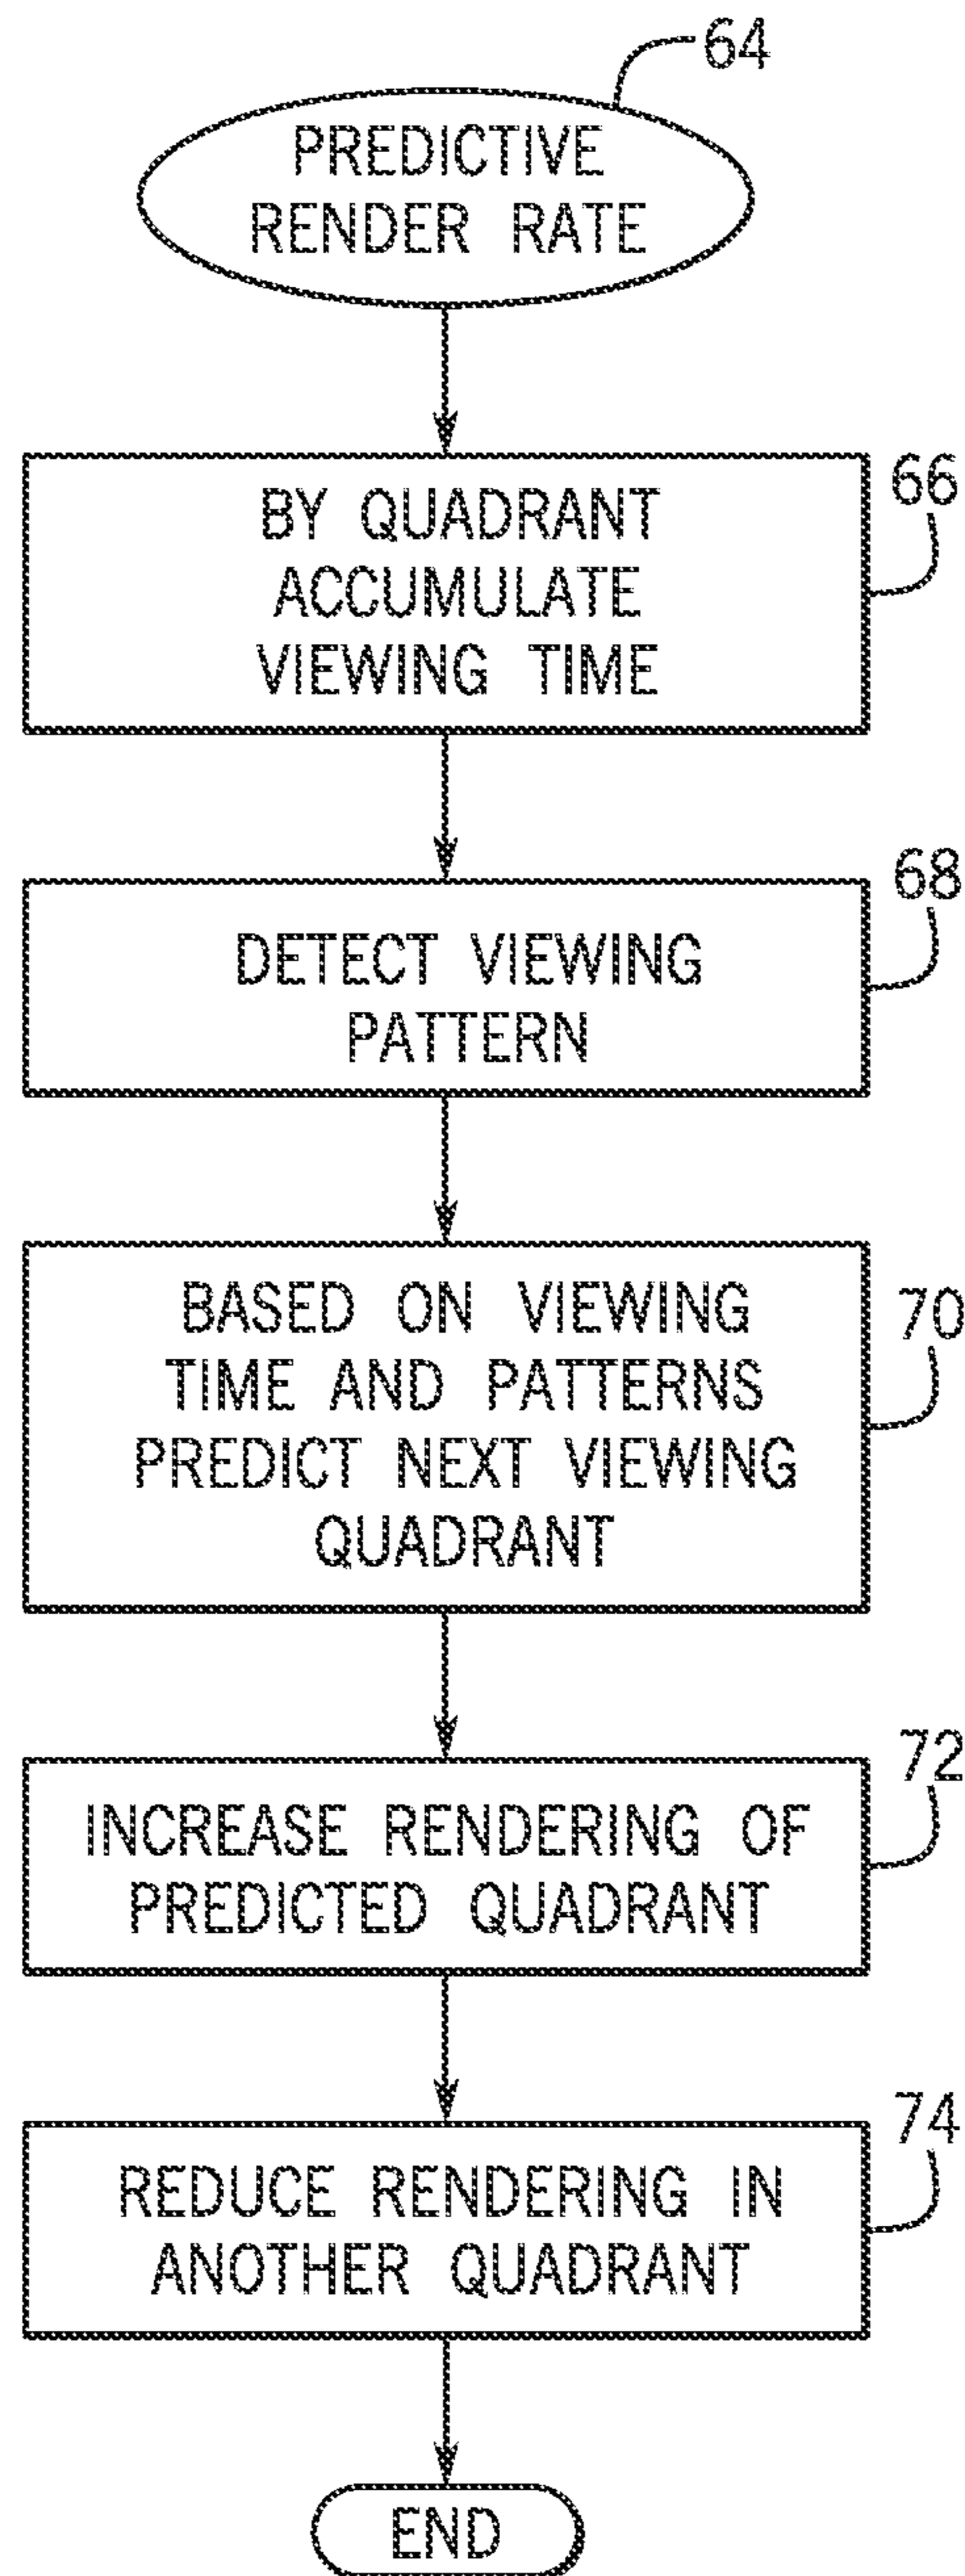 64
PREDICTIVE
RENDER RATE
66
BY QUADRANT
ACCUMULATE
VIEWING TIME
68
DETECT VIEWING
PATTERN
70
BASED ON VIEWING
TIME AND PATTERNS
PREDICT NEXT VIEWING
QUADRANT
72
INCREASE RENDERING OF
PREDICTED QUADRANT
74
REDUCE RENDERING IN
ANOTHER QUADRANT
END